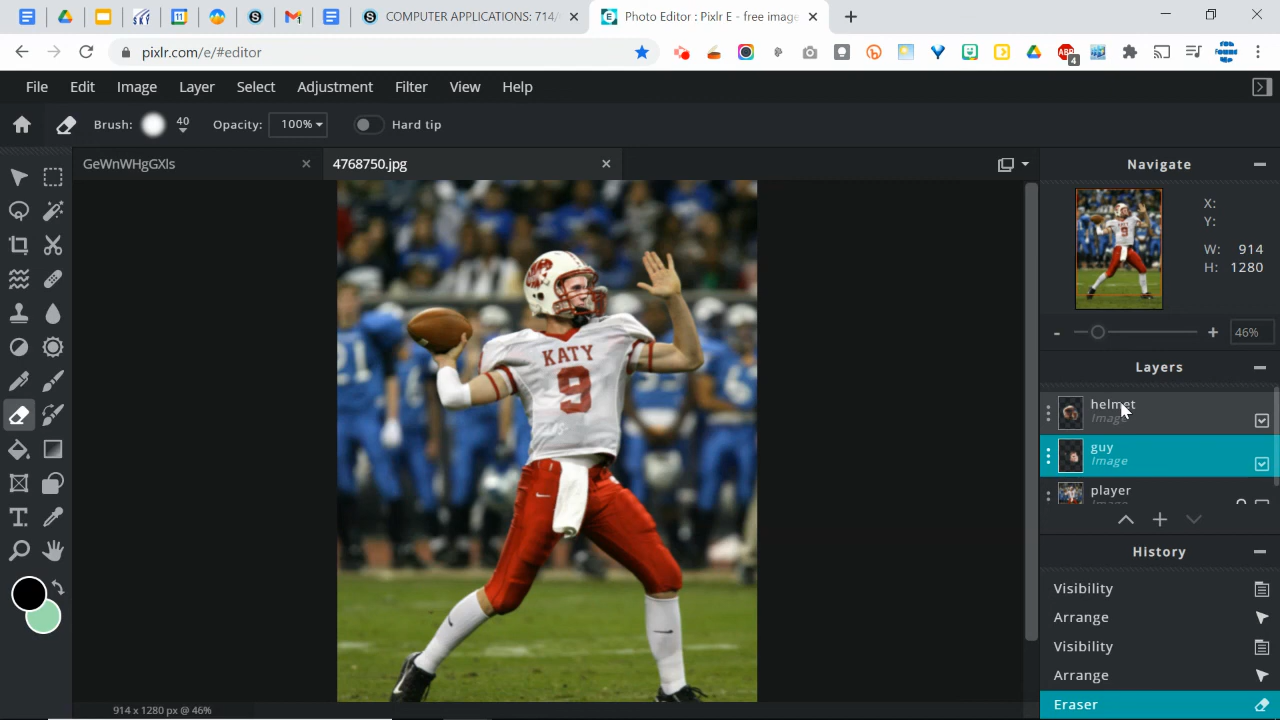 COMPUTER APPLICATIONS: 714/
Photo Editor : Pixlr E - free image
pixlr.com/e/#editor
4
File Edit Image Layer Select Adjustment Filter View Help
Brush: 40 Opacity: 100% Hard tip
GeWnWHgGXls
4768750.jpg
Navigate
X:
Y:
W: 914
H: 1280
46%
Layers
helmet
Image
guy
Image
player
History
Visibility
Arrange
Visibility
Arrange
Eraser
KATY
9
21
914 x 1280 px @ 46%